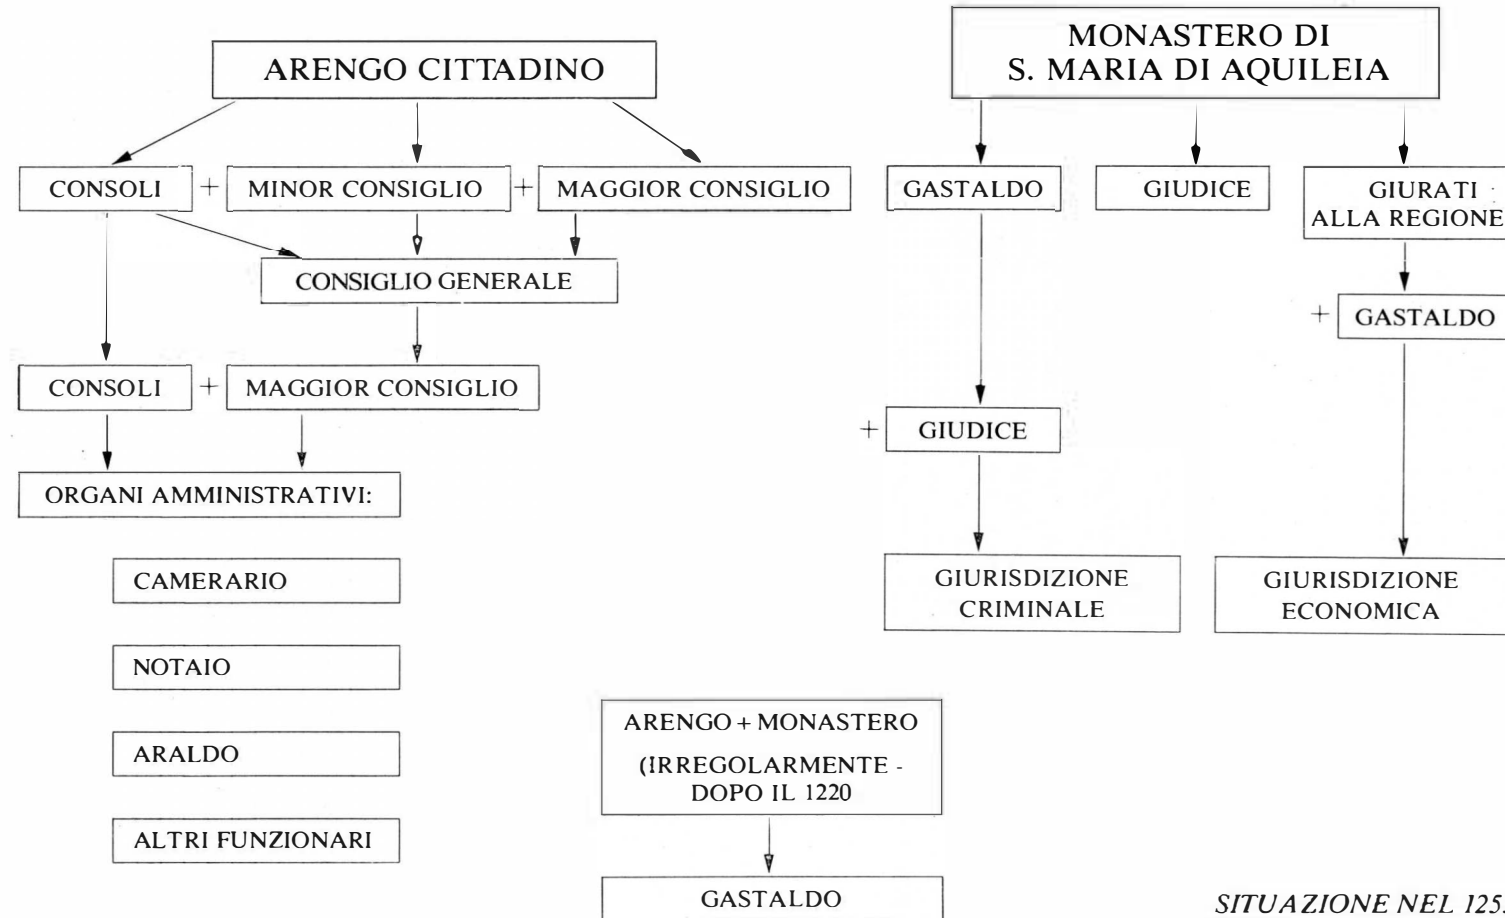 ARENGO CITTADINO
CONSOLI + MINOR CONSIGLIO + MAGGIOR CONSIGLIO
CONSIGLIO GENERALE
CONSOLI + MAGGIOR CONSIGLIO
ORGANI AMMINISTRATIVI:
CAMERARIO
NOTAIO
ARALDO
ALTRI FUNZIONARI
MONASTERO DI
S. MARIA DI AQUILEIA
GASTALDO
GIUDICE
GIURATI
ALLA REGIONE
+ GIUDICE
+ GASTALDO
GIURISDIZIONE
CRIMINALE
GIURISDIZIONE
ECONOMICA
ARENGO + MONASTERO
(IRREGOLARMENTE -
DOPO IL 1220
GASTALDO
SITUAZIONE NEL